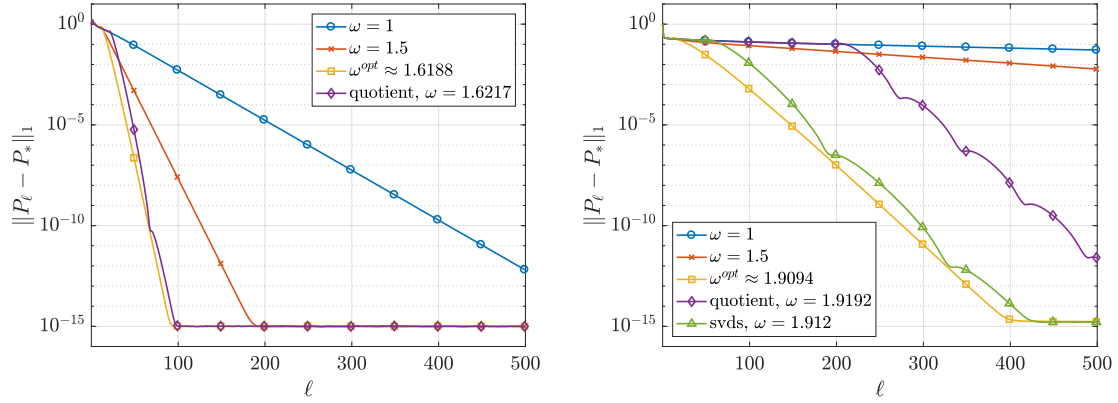 10^0
10^{-5}
10^{-10}
10^{-15}
||P_ℓ − P_*||_1
100 200 300 400 500
ℓ
ω = 1
ω = 1.5
ω^{opt} ≈ 1.6188
quotient, ω = 1.6217
10^0
10^{-5}
10^{-10}
10^{-15}
||P_ℓ − P_*||_1
100 200 300 400 500
ℓ
ω = 1
ω = 1.5
ω^{opt} ≈ 1.9094
quotient, ω = 1.9192
svds, ω = 1.912